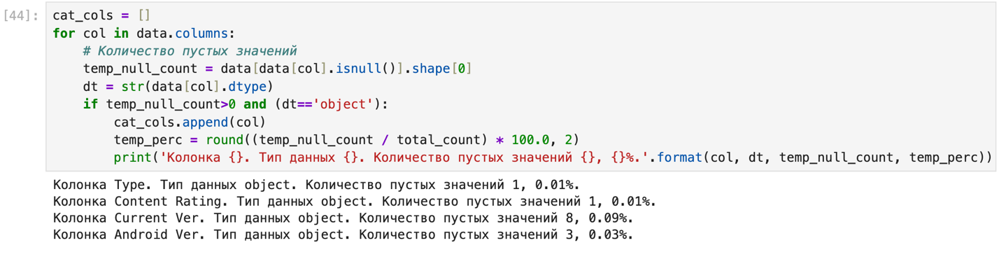 [44]: cat_cols = []
for col in data.columns:
    # Количество пустых значений
    temp_null_count = data[data[col].isnull()].shape[0]
    dt = str(data[col].dtype)
    if temp_null_count>0 and (dt=='object'):
        cat_cols.append(col)
        temp_perc = round((temp_null_count / total_count) * 100.0, 2)
        print('Колонка {}. Тип данных {}. Количество пустых значений {}, {}%.'.format(col, dt, temp_null_count, temp_perc))
Колонка Type. Тип данных object. Количество пустых значений 1, 0.01%.
Колонка Content Rating. Тип данных object. Количество пустых значений 1, 0.01%.
Колонка Current Ver. Тип данных object. Количество пустых значений 8, 0.09%.
Колонка Android Ver. Тип данных object. Количество пустых значений 3, 0.03%.